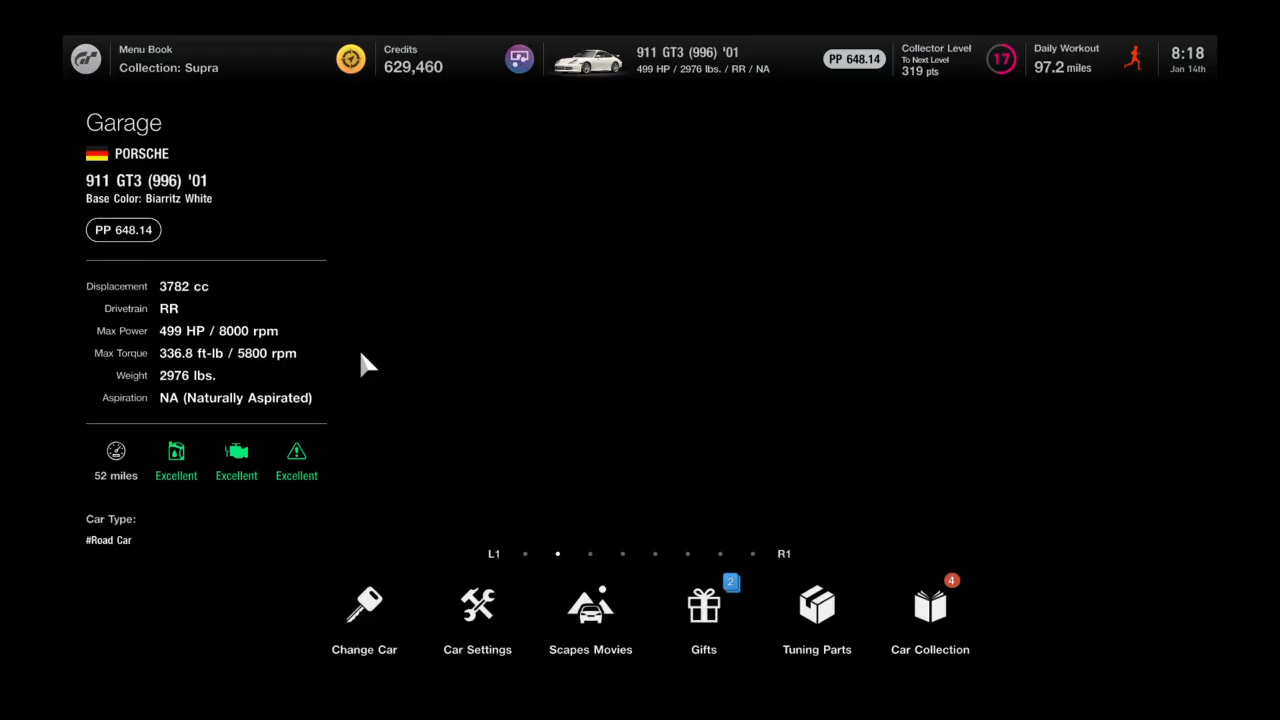 Menu Book
Collection: Supra
Credits
629,460
911 GT3 (996) '01
499 HP / 2976 lbs. / RR / NA
PP 648.14
Collector Level
To Next Level
319 pts
17
Daily Workout
97.2 miles
8:18
Jan 14th
Garage
PORSCHE
911 GT3 (996) '01
Base Color: Biarritz White
PP 648.14
Displacement 3782 cc
Drivetrain RR
Max Power 499 HP / 8000 rpm
Max Torque 336.8 ft-lb / 5800 rpm
Weight 2976 lbs.
Aspiration NA (Naturally Aspirated)
52 miles Excellent Excellent Excellent
Car Type:
#Road Car
L1 R1
2 4
Change Car Car Settings Scapes Movies Gifts Tuning Parts Car Collection